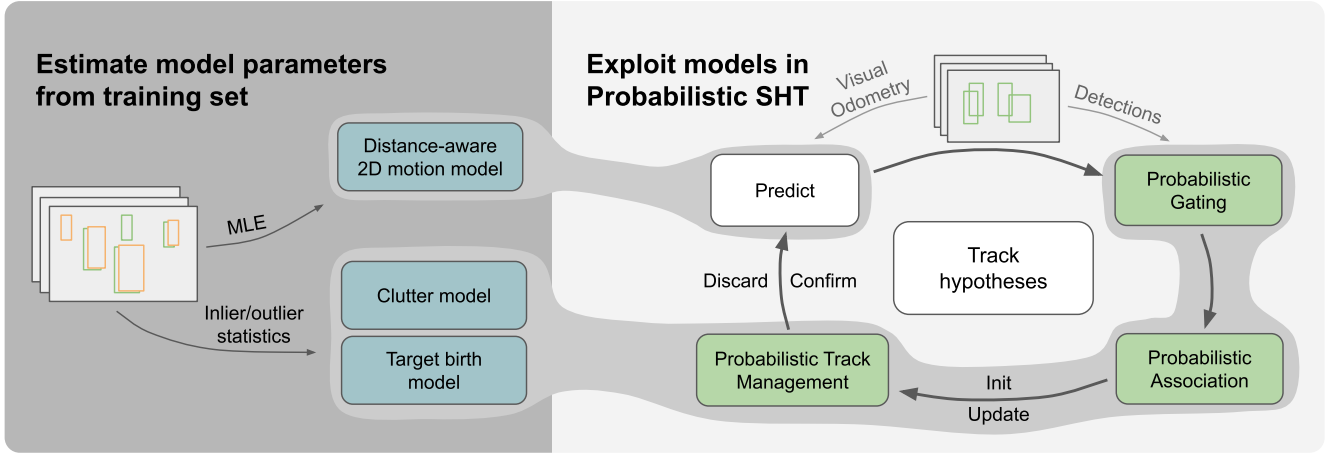 Estimate model parameters
from training set
MLE
Inlier/outlier
statistics
Distance-aware
2D motion model
Clutter model
Target birth
model
Exploit models in
Probabilistic SHT
Visual
Odometry
Detections
Predict
Probabilistic
Gating
Track
hypotheses
Discard
Confirm
Probabilistic Track
Management
Init
Update
Probabilistic
Association